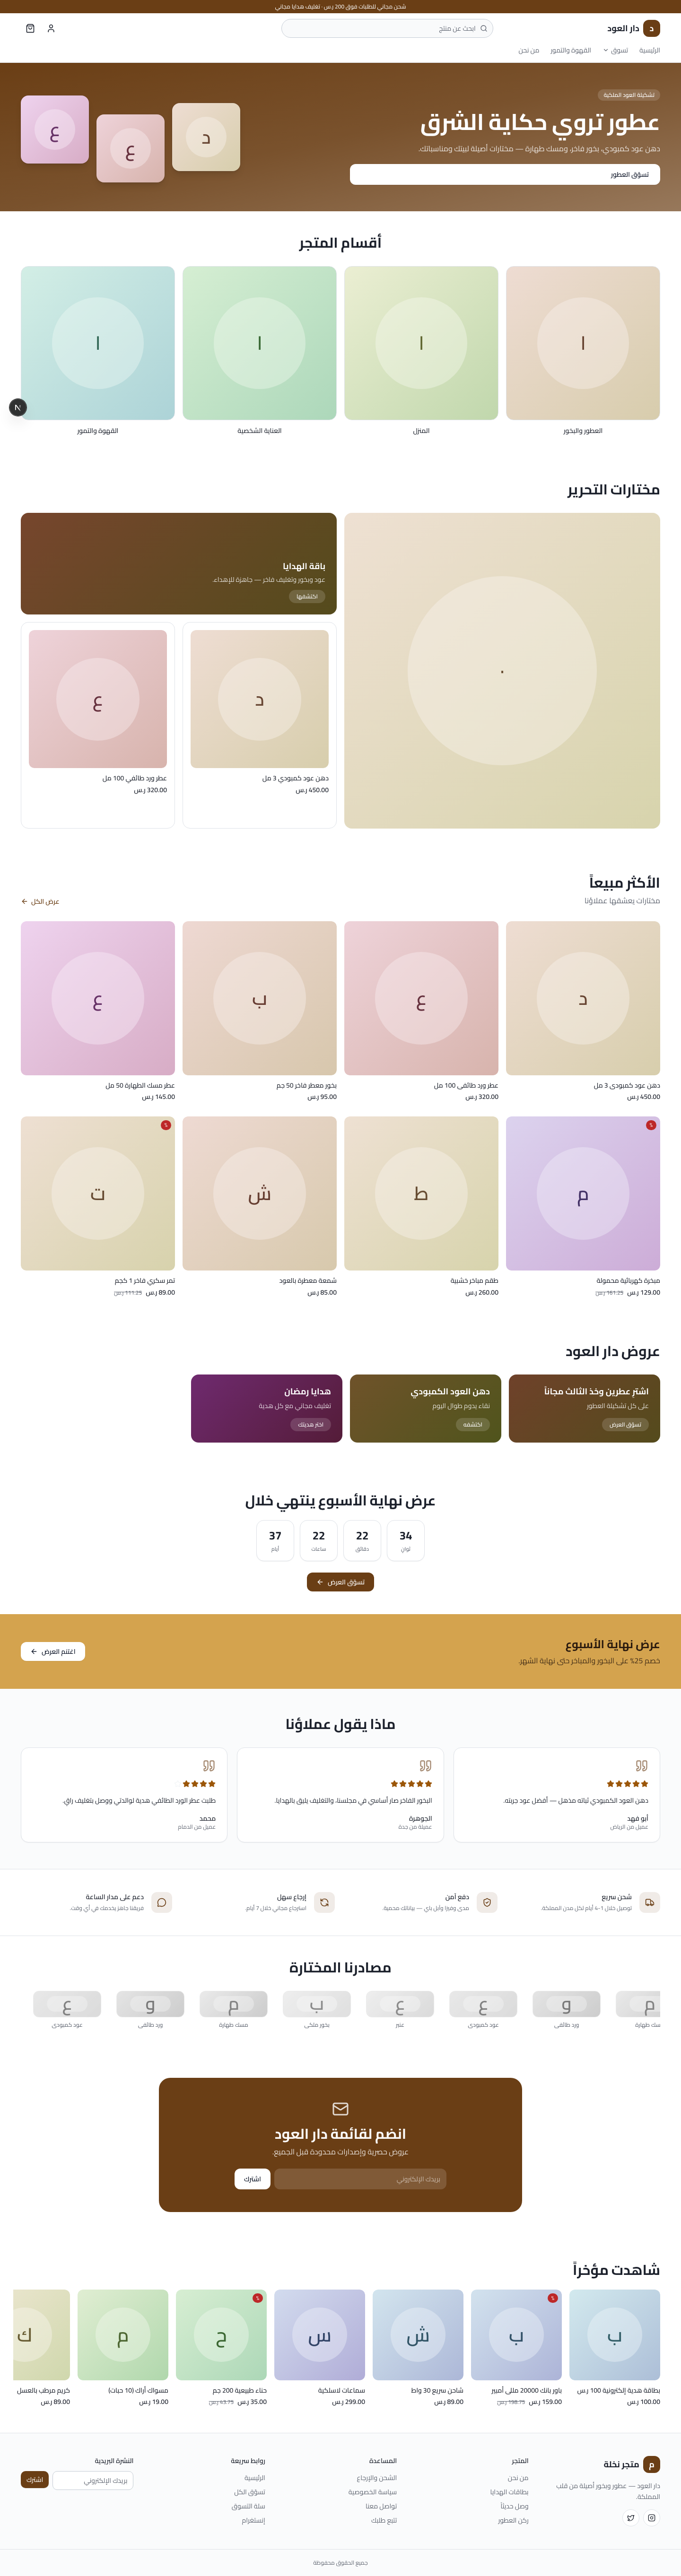 شحن مجاني للطلبات فوق 200 ر.س · تغليف هدايا مجاني
د
دار العود
ابحث عن منتج
الرئيسية
تسوق
القهوة والتمور
من نحن
تشكيلة العود الملكية
عطور تروي حكاية الشرق
دهن عود كمبودي، بخور فاخر، ومسك طهارة — مختارات أصيلة لبيتك ومناسباتك.
تسوّق العطور
د
ع
ع
أقسام المتجر
ا
ا
ا
ا
العطور والبخور
المنزل
العناية الشخصية
القهوة والتمور
N
مختارات التحرير
باقة الهدايا
عود وبخور وتغليف فاخر — جاهزة للإهداء.
اكتشفها
د
ع
دهن عود كمبودي 3 مل
450.00 ر.س
عطر ورد طائفي 100 مل
320.00 ر.س
الأكثر مبيعاً
مختارات يعشقها عملاؤنا
عرض الكل
د
ع
ب
ع
دهن عود كمبودي 3 مل
450.00 ر.س
عطر ورد طائفي 100 مل
320.00 ر.س
بخور معطر فاخر 50 جم
95.00 ر.س
عطر مسك الطهارة 50 مل
145.00 ر.س
٪
م
ط
ش
٪
ت
مبخرة كهربائية محمولة
129.00 ر.س 161.25 ر.س
طقم مباخر خشبية
260.00 ر.س
شمعة معطرة بالعود
85.00 ر.س
تمر سكري فاخر 1 كجم
89.00 ر.س 111.25 ر.س
عروض دار العود
اشترِ عطرين وخذ الثالث مجاناً
على كل تشكيلة العطور
تسوّق العرض
دهن العود الكمبودي
نقاء يدوم طوال اليوم
اكتشفه
هدايا رمضان
تغليف مجاني مع كل هدية
اختر هديتك
عرض نهاية الأسبوع ينتهي خلال
34
ثوانٍ
22
دقائق
22
ساعات
37
أيام
تسوّق العرض
عرض نهاية الأسبوع
خصم 25% على البخور والمباخر حتى نهاية الشهر.
اغتنم العرض
ماذا يقول عملاؤنا
دهن العود الكمبودي ثباته مذهل — أفضل عود جربته.
أبو فهد
عميل من الرياض
البخور الفاخر صار أساسي في مجلسنا، والتغليف يليق بالهدايا.
الجوهرة
عميلة من جدة
طلبت عطر الورد الطائفي هدية لوالدتي ووصل بتغليف راقٍ.
محمد
عميل من الدمام
شحن سريع
توصيل خلال 1-4 أيام لكل مدن المملكة.
دفع آمن
مدى وفيزا وأبل باي — بياناتك محمية.
إرجاع سهل
استرجاع مجاني خلال 7 أيام.
دعم على مدار الساعة
فريقنا جاهز يخدمك في أي وقت.
مصادرنا المختارة
م
و
ع
ع
ب
م
و
ع
سك طهارة
ورد طائفي
عود كمبودي
عنبر
بخور ملكي
مسك طهارة
ورد طائفي
عود كمبودي
انضم لقائمة دار العود
عروض حصرية وإصدارات محدودة قبل الجميع.
بريدك الإلكتروني
اشترك
شاهدت مؤخراً
ب
٪
ب
ش
س
٪
ح
م
ك
بطاقة هدية إلكترونية 100 ر.س
100.00 ر.س
باور بانك 20000 مللي أمبير
159.00 ر.س 198.75 ر.س
شاحن سريع 30 واط
89.00 ر.س
سماعات لاسلكية
299.00 ر.س
حناء طبيعية 200 جم
35.00 ر.س 43.75 ر.س
مسواك أراك (10 حبات)
19.00 ر.س
كريم مرطب بالعسل
89.00 ر.س
م
متجر نخلة
دار العود — عطور وبخور أصيلة من قلب
المملكة.
المتجر
من نحن
بطاقات الهدايا
وصل حديثاً
ركن العطور
المساعدة
الشحن والإرجاع
سياسة الخصوصية
تواصل معنا
تتبع طلبك
روابط سريعة
الرئيسية
تسوّق الكل
سلة التسوق
إنستغرام
النشرة البريدية
بريدك الإلكتروني
اشترك
جميع الحقوق محفوظة